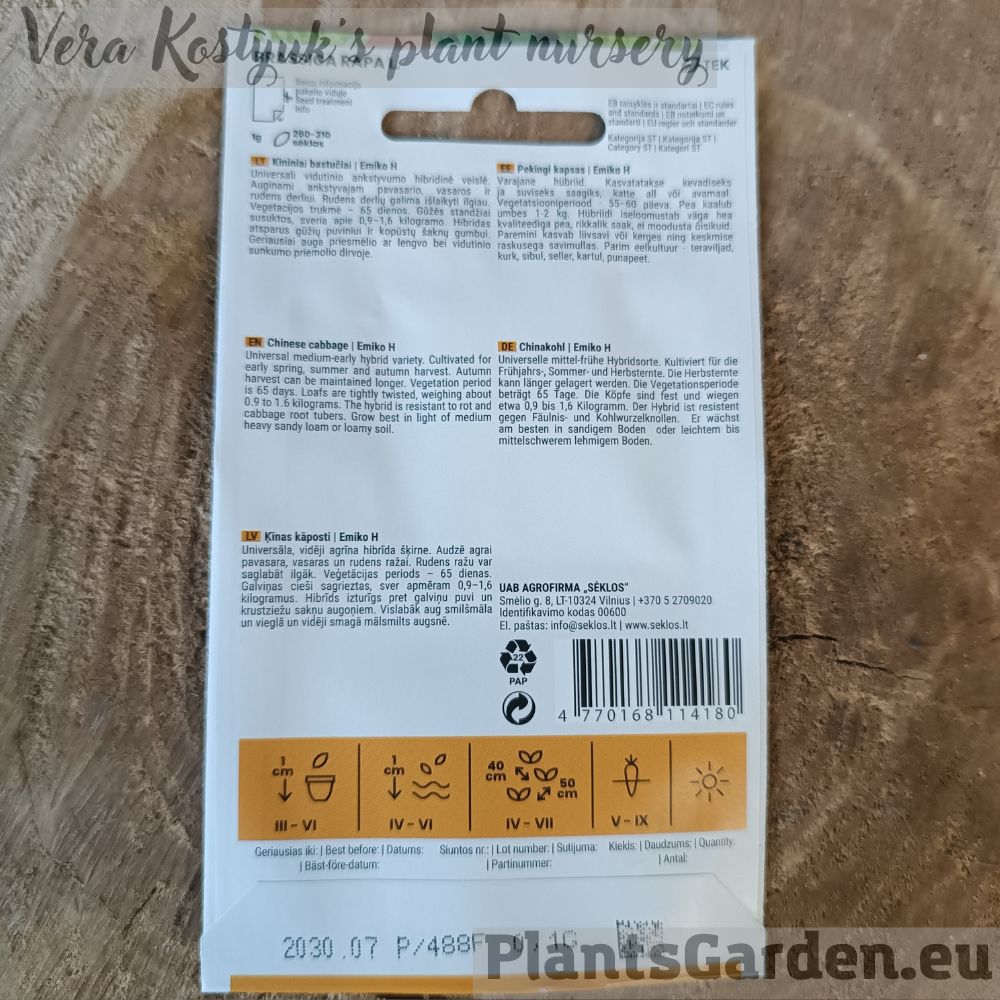 Vera Kostyuk's plant nursery
BRASSICA RAPA L
TEK
Beicu informacija
pakelio viduje
Seed treatment
info
1g 280-310
sėklos
EB taisyklės ir standartai | EC rules
and standards | EB noteikumi un
standarti | EU regler och standarder
Kategorija ST | Kategorija ST |
Category ST | Kategori ST
LT Kininiai bastučiai | Emiko H
Universali vidutinio ankstyvumo hibridinė veislė.
Auginami ankstyvajam pavasario, vasaros ir
rudens derliui. Rudens derlių galima išlaikyti ilgiau.
Vegetacijos trukmė – 65 dienos. Gūžės standžiai
susuktos, sveria apie 0,9–1,6 kilogramo. Hibridas
atsparus gūžių puviniui ir kopūstų šaknų gumbui.
Geriausiai auga priesmėlio ar lengvo bei vidutinio
sunkumo priemolio dirvoje.
EE Pekingi kapsas | Emiko H
Varajane hübriid. Kasvatatakse kevadiseks
ja suviseks saagiks, katte all või avamaal.
Vegetatsiooniperiood - 55–60 päeva. Pea kaalub
umbes 1-2 kg. Hübriidi iseloomustab väga hea
kvaliteediga pea, rikkalik saak, ei moodusta õisikuid.
Paremini kasvab liivsavi või kerges ning keskmise
raskusega savimullas. Parim eelkultuur - teraviljad,
kurk, sibul, seller, kartul, punapeet.
EN Chinese cabbage | Emiko H
Universal medium-early hybrid variety. Cultivated for
early spring, summer and autumn harvest. Autumn
harvest can be maintained longer. Vegetation period
is 65 days. Loafs are tightly twisted, weighing about
0.9 to 1.6 kilograms. The hybrid is resistant to rot and
cabbage root tubers. Grow best in light of medium
heavy sandy loam or loamy soil.
DE Chinakohl | Emiko H
Universelle mittel-frühe Hybridsorte. Kultiviert für die
Frühjahrs-, Sommer- und Herbsternte. Die Herbsternte
kann länger gelagert werden. Die Vegetationsperiode
beträgt 65 Tage. Die Köpfe sind fest und wiegen
etwa 0,9 bis 1,6 Kilogramm. Der Hybrid ist resistent
gegen Fäulnis- und Kohlwurzelknollen. Er wächst
am besten in sandigem Boden oder leichtem bis
mittelschwerem lehmigem Boden.
LV Ķīnas kāposti | Emiko H
Universāla, vidēji agrīna hibrīda šķirne. Audzē agrai
pavasara, vasaras un rudens ražai. Rudens ražu var
saglabāt ilgāk. Veģetācijas periods – 65 dienas.
Galviņas cieši sagrieztas, sver apmēram 0,9–1,6
kilogramus. Hibrīds izturīgs pret galviņu puvi un
krustziežu sakņu augoņiem. Vislabāk aug smilšmāla
un vieglā un vidēji smagā mālsmilts augsnē.
UAB AGROFIRMA „SĖKLOS"
Smėlio g. 8, LT-10324 Vilnius | +370 5 2709020
Identifikavimo kodas 00600
El. paštas: info@seklos.lt | www.seklos.lt
22
PAP
4 770168 114180
1 cm
III – VI
1 cm
IV – VI
40 cm
50 cm
IV – VII
V – IX
Geriausias iki: | Best before: | Datums:
| Bäst-före-datum:
Siuntos nr.: | Lot number: | Sutijuma:
| Partinummer:
Kiekis: | Daudzums: | Quantity:
| Antal:
2030.07 P/488F 0,1G
PlantsGarden.eu